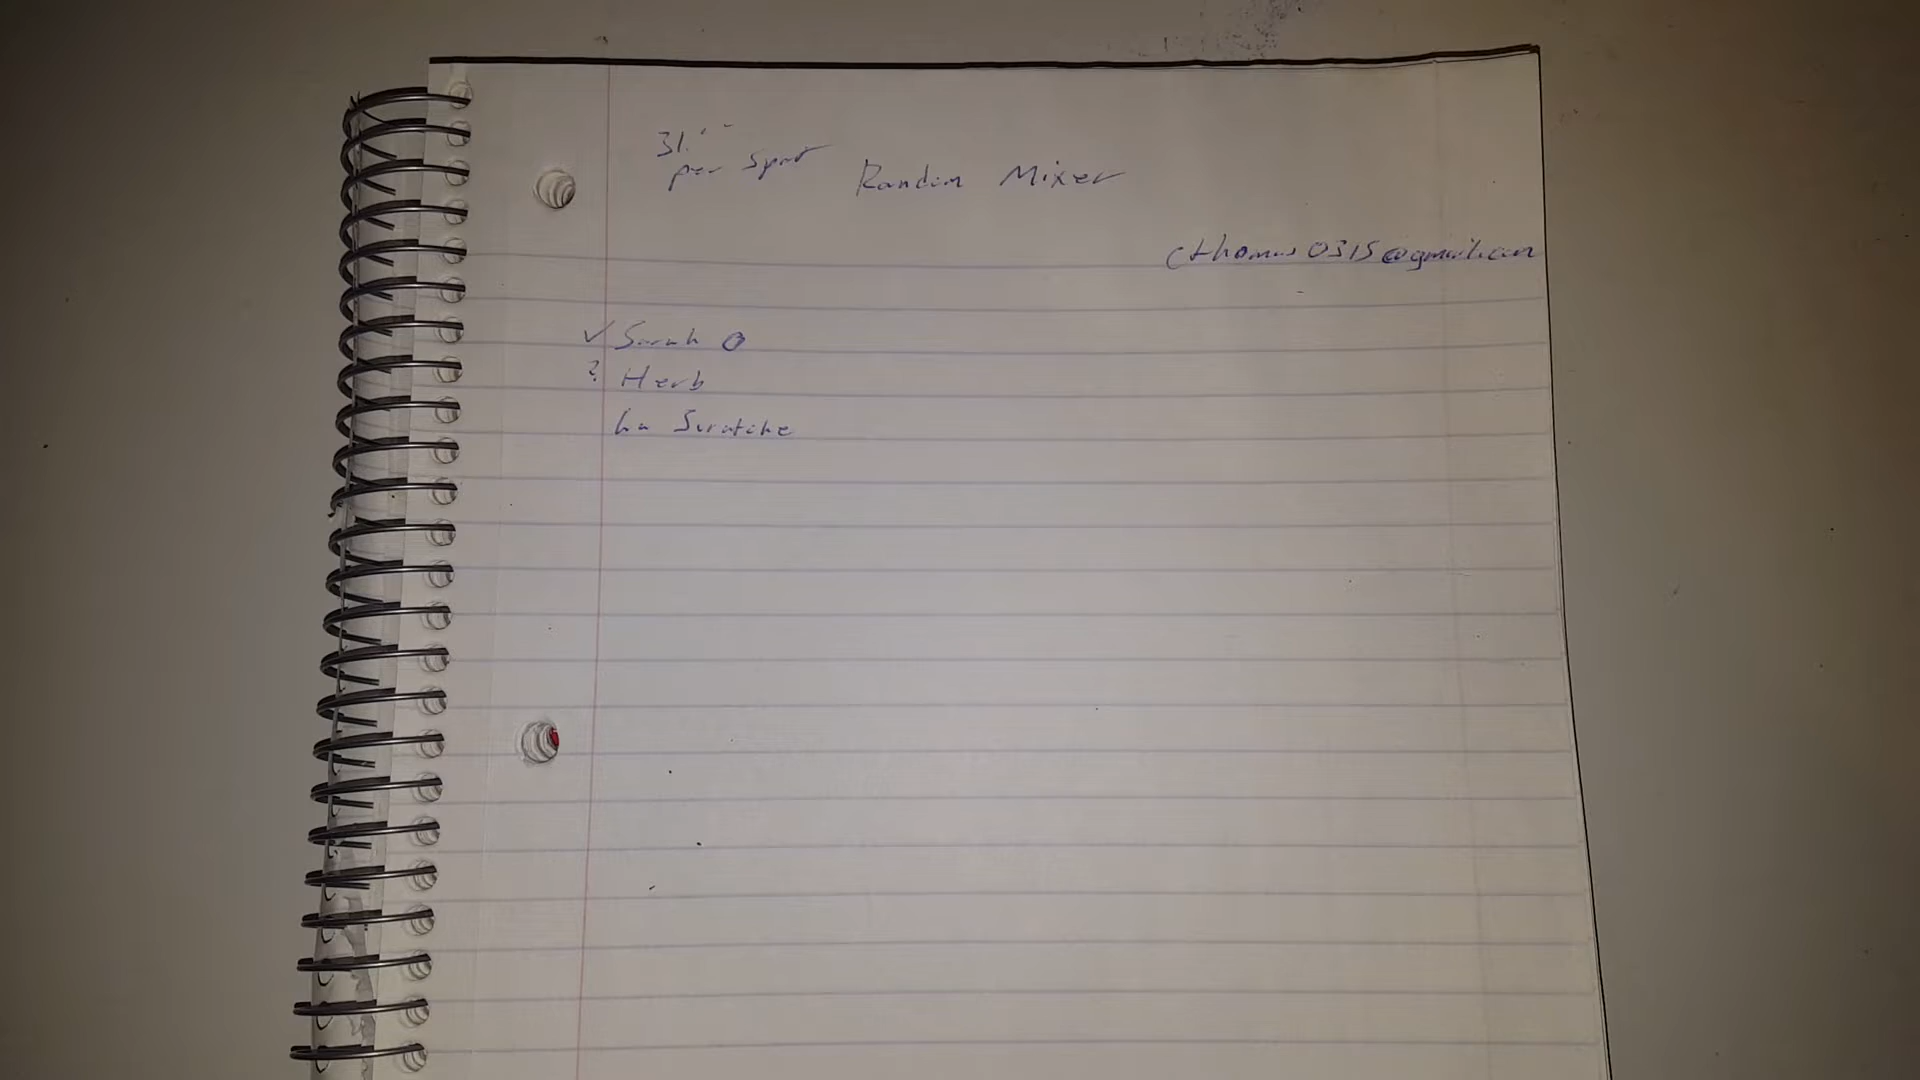 31.
per spot Random Mixer
cthomas0315@gmail.com
✓ Sarah O
? Herb
La Scratche